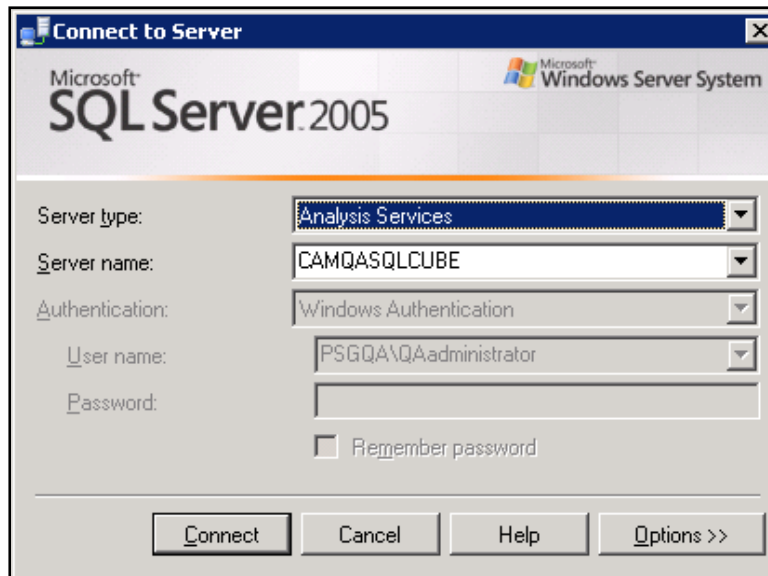 Connect to Server
Microsoft
SQL Server 2005
Microsoft
Windows Server System
Server type: Analysis Services
Server name: CAMQASQLCUBE
Authentication: Windows Authentication
User name: PSGQA\QAadministrator
Password:
Remember password
Connect Cancel Help Options >>